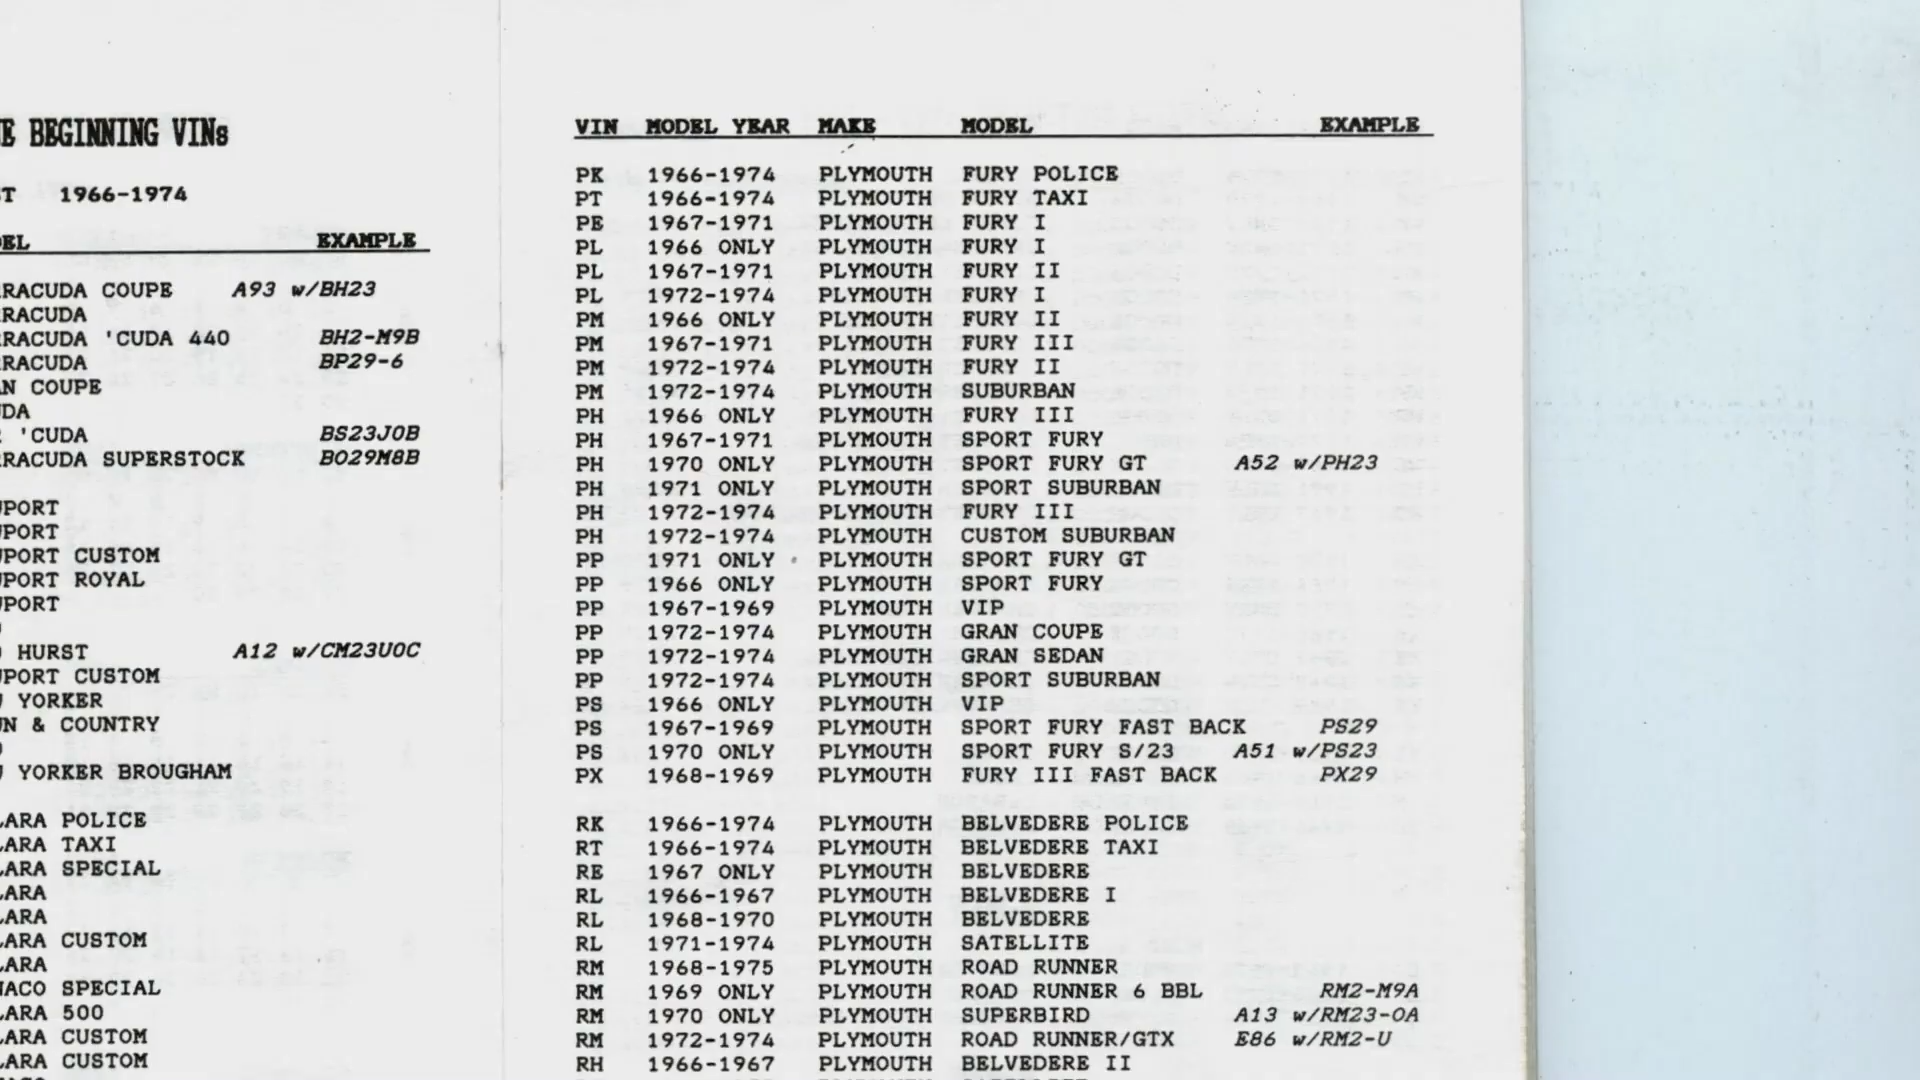 E BEGINNING VINs
T 1966-1974
EL EXAMPLE
RACUDA COUPE A93 w/BH23
RACUDA
RACUDA 'CUDA 440 BH2-M9B
RACUDA BP29-6
N COUPE
DA
'CUDA BS23J0B
RACUDA SUPERSTOCK BO29M8B
PORT
PORT
PORT CUSTOM
PORT ROYAL
PORT
HURST A12 w/CM23U0C
PORT CUSTOM
YORKER
N & COUNTRY
YORKER BROUGHAM
ARA POLICE
ARA TAXI
ARA SPECIAL
ARA
ARA
ARA CUSTOM
ARA
ACO SPECIAL
ARA 500
ARA CUSTOM
ARA CUSTOM
VIN MODEL YEAR MAKE MODEL EXAMPLE
PK 1966-1974 PLYMOUTH FURY POLICE
PT 1966-1974 PLYMOUTH FURY TAXI
PE 1967-1971 PLYMOUTH FURY I
PL 1966 ONLY PLYMOUTH FURY I
PL 1967-1971 PLYMOUTH FURY II
PL 1972-1974 PLYMOUTH FURY I
PM 1966 ONLY PLYMOUTH FURY II
PM 1967-1971 PLYMOUTH FURY III
PM 1972-1974 PLYMOUTH FURY II
PM 1972-1974 PLYMOUTH SUBURBAN
PH 1966 ONLY PLYMOUTH FURY III
PH 1967-1971 PLYMOUTH SPORT FURY
PH 1970 ONLY PLYMOUTH SPORT FURY GT A52 w/PH23
PH 1971 ONLY PLYMOUTH SPORT SUBURBAN
PH 1972-1974 PLYMOUTH FURY III
PH 1972-1974 PLYMOUTH CUSTOM SUBURBAN
PP 1971 ONLY PLYMOUTH SPORT FURY GT
PP 1966 ONLY PLYMOUTH SPORT FURY
PP 1967-1969 PLYMOUTH VIP
PP 1972-1974 PLYMOUTH GRAN COUPE
PP 1972-1974 PLYMOUTH GRAN SEDAN
PP 1972-1974 PLYMOUTH SPORT SUBURBAN
PS 1966 ONLY PLYMOUTH VIP
PS 1967-1969 PLYMOUTH SPORT FURY FAST BACK PS29
PS 1970 ONLY PLYMOUTH SPORT FURY S/23 A51 w/PS23
PX 1968-1969 PLYMOUTH FURY III FAST BACK PX29
RK 1966-1974 PLYMOUTH BELVEDERE POLICE
RT 1966-1974 PLYMOUTH BELVEDERE TAXI
RE 1967 ONLY PLYMOUTH BELVEDERE
RL 1966-1967 PLYMOUTH BELVEDERE I
RL 1968-1970 PLYMOUTH BELVEDERE
RL 1971-1974 PLYMOUTH SATELLITE
RM 1968-1975 PLYMOUTH ROAD RUNNER
RM 1969 ONLY PLYMOUTH ROAD RUNNER 6 BBL RM2-M9A
RM 1970 ONLY PLYMOUTH SUPERBIRD A13 w/RM23-0A
RM 1972-1974 PLYMOUTH ROAD RUNNER/GTX E86 w/RM2-U
RH 1966-1967 PLYMOUTH BELVEDERE II